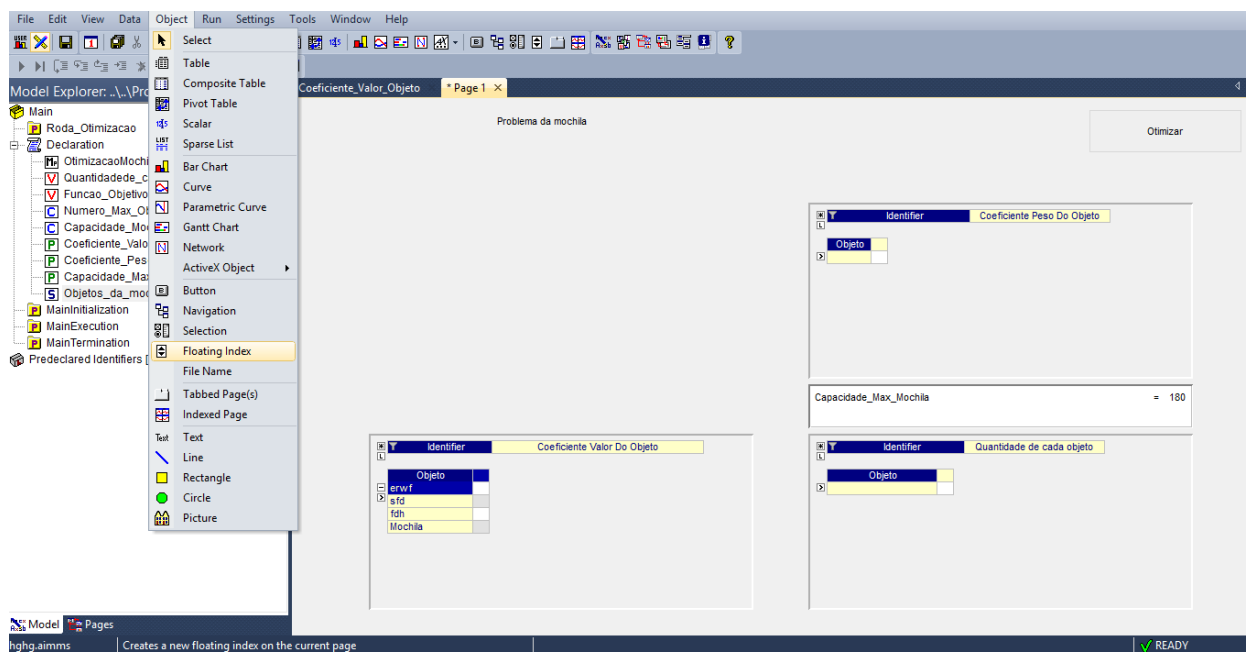 File Edit View Data Object Run Settings Tools Window Help
Model Explorer: ..\..\Pro
Main
Roda_Otimizacao
Declaration
OtimizacaoMochi
Quantidadede_c
Funcao_Objetivo
Numero_Max_Ob
Capacidade_Moc
Coeficiente_Valo
Coeficiente_Pes
Capacidade_Max
Objetos_da_moc
MainInitialization
MainExecution
MainTermination
Predeclared Identifiers [
Select
Table
Composite Table
Pivot Table
Scalar
LIST Sparse List
Bar Chart
Curve
Parametric Curve
Gantt Chart
Network
ActiveX Object
Button
Navigation
Selection
Floating Index
File Name
Tabbed Page(s)
Indexed Page
Text Text
Line
Rectangle
Circle
Picture
Coeficiente_Valor_Objeto * Page 1
Problema da mochila
Otimizar
Identifier Coeficiente Peso Do Objeto
Objeto
Capacidade_Max_Mochila = 180
Identifier Coeficiente Valor Do Objeto
Objeto
erwf
sfd
fdh
Mochila
Identifier Quantidade de cada objeto
Objeto
Model Pages
hghg.aimms Creates a new floating index on the current page READY